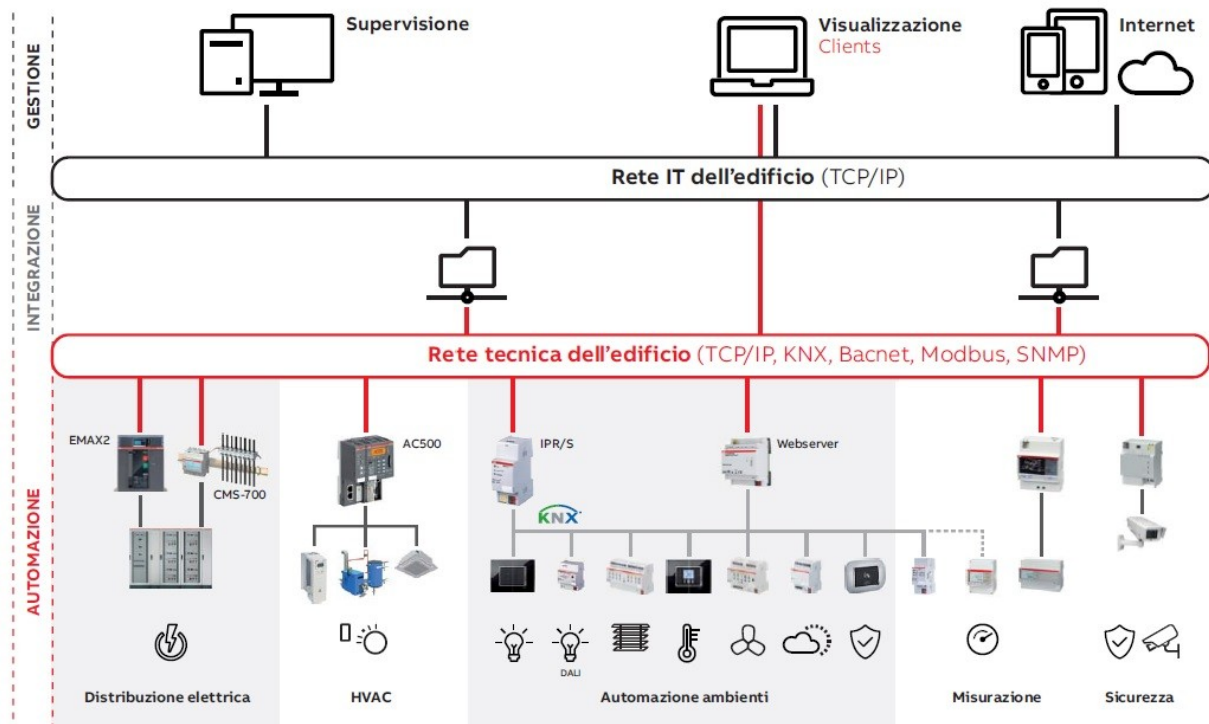 Supervisione
Visualizzazione
Clients
Internet
GESTIONE
Rete IT dell'edificio (TCP/IP)
INTEGRAZIONE
Rete tecnica dell'edificio (TCP/IP, KNX, Bacnet, Modbus, SNMP)
AUTOMAZIONE
EMAX2
CMS-700
AC500
IPR/S
Webserver
KNX
DALI
Distribuzione elettrica
HVAC
Automazione ambienti
Misurazione
Sicurezza